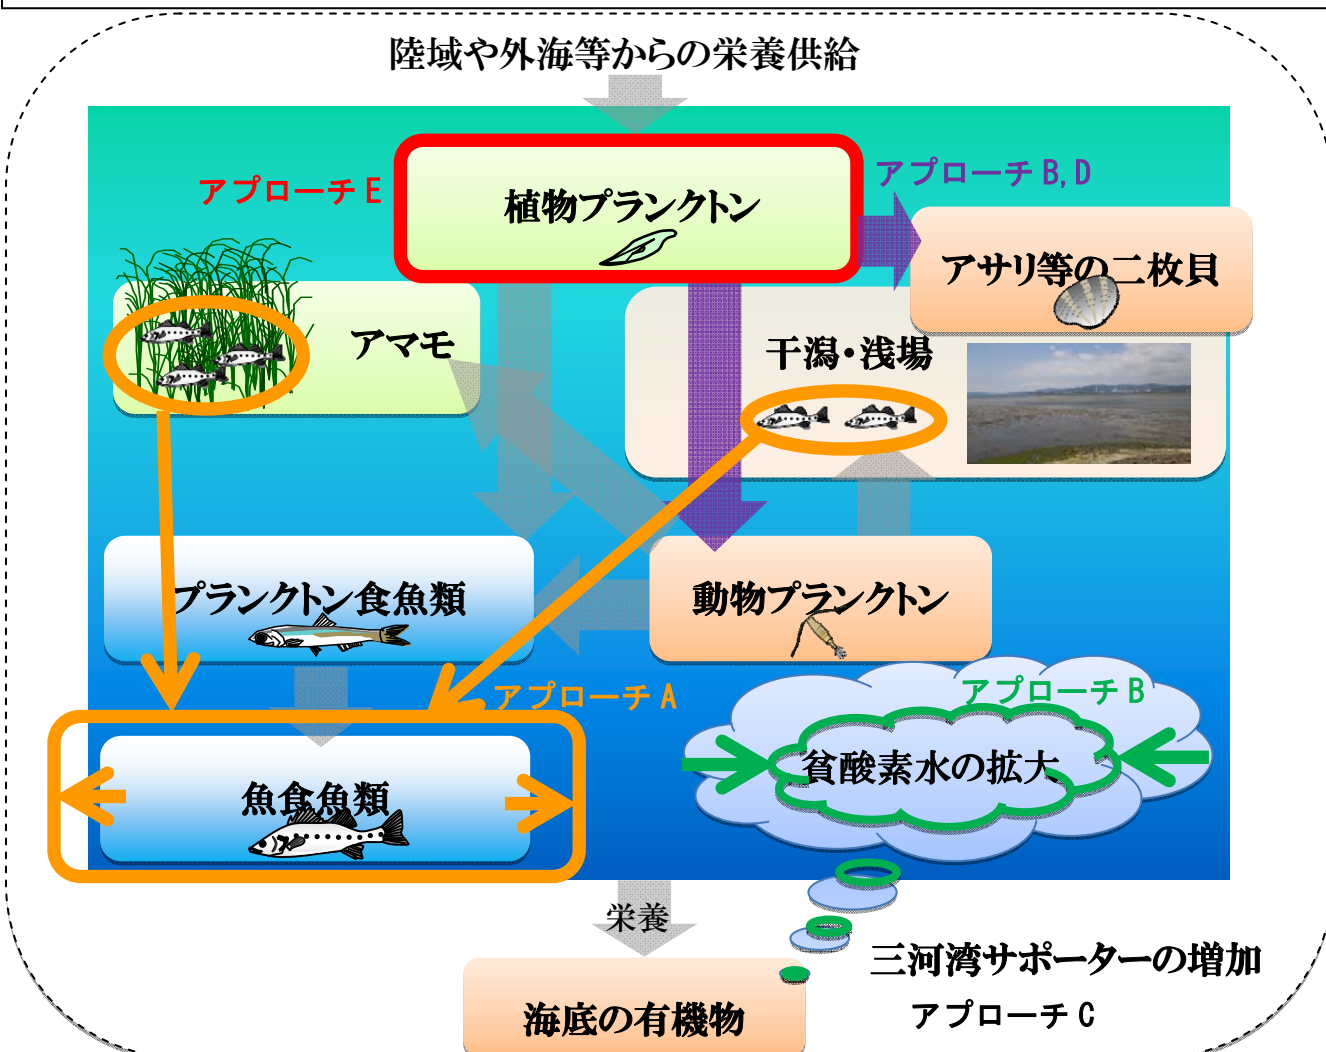 陸域や外海等からの栄養供給
アプローチE
植物プランクトン
アプローチB,D
アサリ等の二枚貝
アマモ
干潟・浅場
プランクトン食魚類
動物プランクトン
アプローチA
アプローチB
貧酸素水の拡大
魚食魚類
栄養
三河湾サポーターの増加
アプローチC
海底の有機物